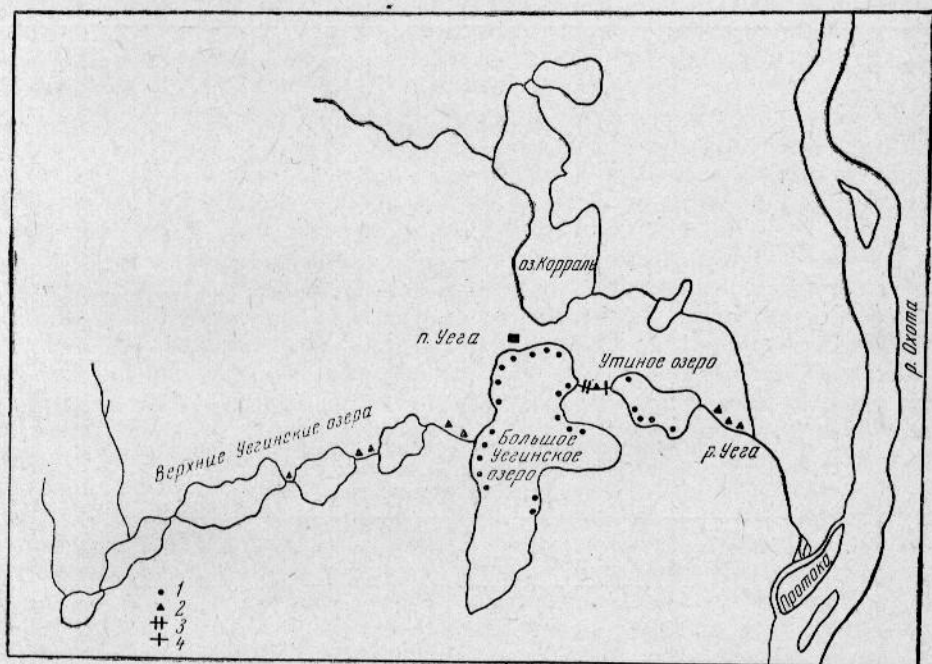 оз. Корраль
п. Уега
Утиное озеро
р. Охота
Верхние Уегинские озера
Большое
Уегинское
озеро
р. Уега
Протока
1
2
3
4